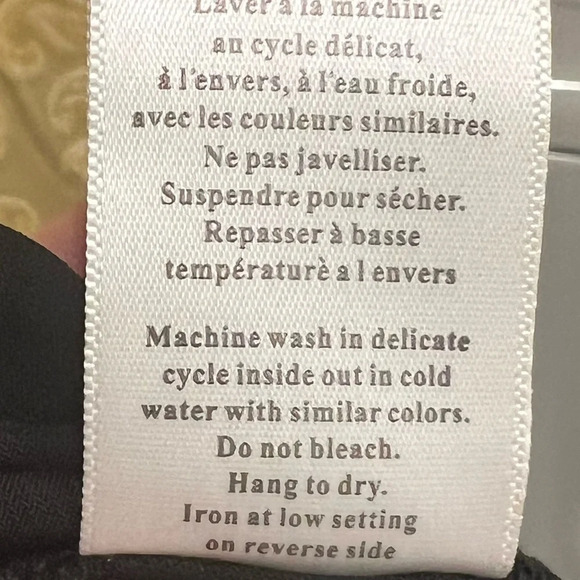 Laver à la machine
au cycle délicat,
à l'envers, à l'eau froide,
avec les couleurs similaires.
Ne pas javelliser.
Suspendre pour sécher.
Repasser à basse
températurè a l envers
Machine wash in delicate
cycle inside out in cold
water with similar colors.
Do not bleach.
Hang to dry.
Iron at low setting
on reverse side